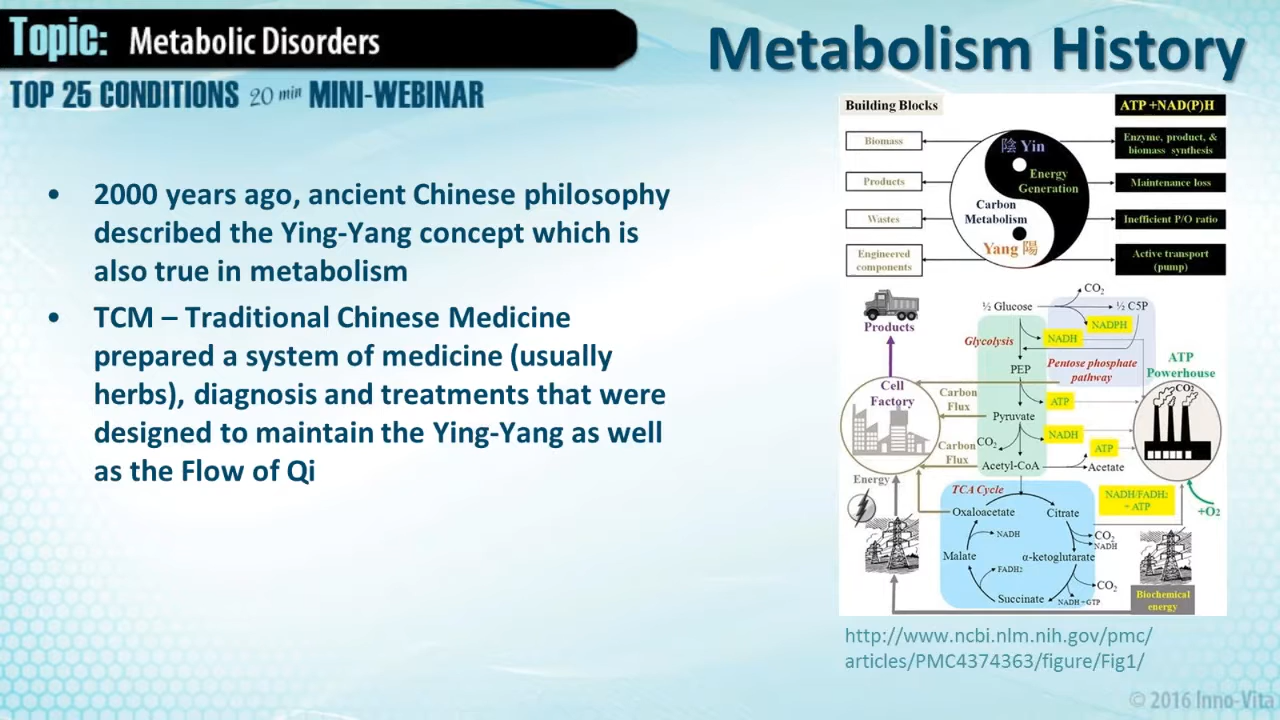 Topic: Metabolic Disorders
TOP 25 CONDITIONS 20 min MINI-WEBINAR
Metabolism History
• 2000 years ago, ancient Chinese philosophy
described the Ying-Yang concept which is
also true in metabolism
• TCM – Traditional Chinese Medicine
prepared a system of medicine (usually
herbs), diagnosis and treatments that were
designed to maintain the Ying-Yang as well
as the Flow of Qi
Building Blocks
ATP +NAD(P)H
Biomass
Products
Wastes
Engineered
components
陰 Yin
Energy
Generation
Carbon
Metabolism
Yang 陽
Enzyme, product, &
biomass synthesis
Maintenance loss
Inefficient P/O ratio
Active transport
(pump)
Products
½ Glucose
CO2
½ C5P
NADPH
NADH
Glycolysis
PEP
Pentose phosphate
pathway
ATP
Powerhouse
CO2
Cell
Factory
Carbon
Flux
ATP
Pyruvate
NADH
CO2
Carbon
Flux
ATP
Acetyl-CoA
Acetate
Energy
TCA Cycle
NADH/FADH2
+ ATP
+O2
Oxaloacetate
Citrate
NADH
CO2
NADH
Malate
α-ketoglutarate
FADH2
CO2
Succinate
NADH + GTP
Biochemical
energy
http://www.ncbi.nlm.nih.gov/pmc/
articles/PMC4374363/figure/Fig1/
© 2016 Inno-Vita